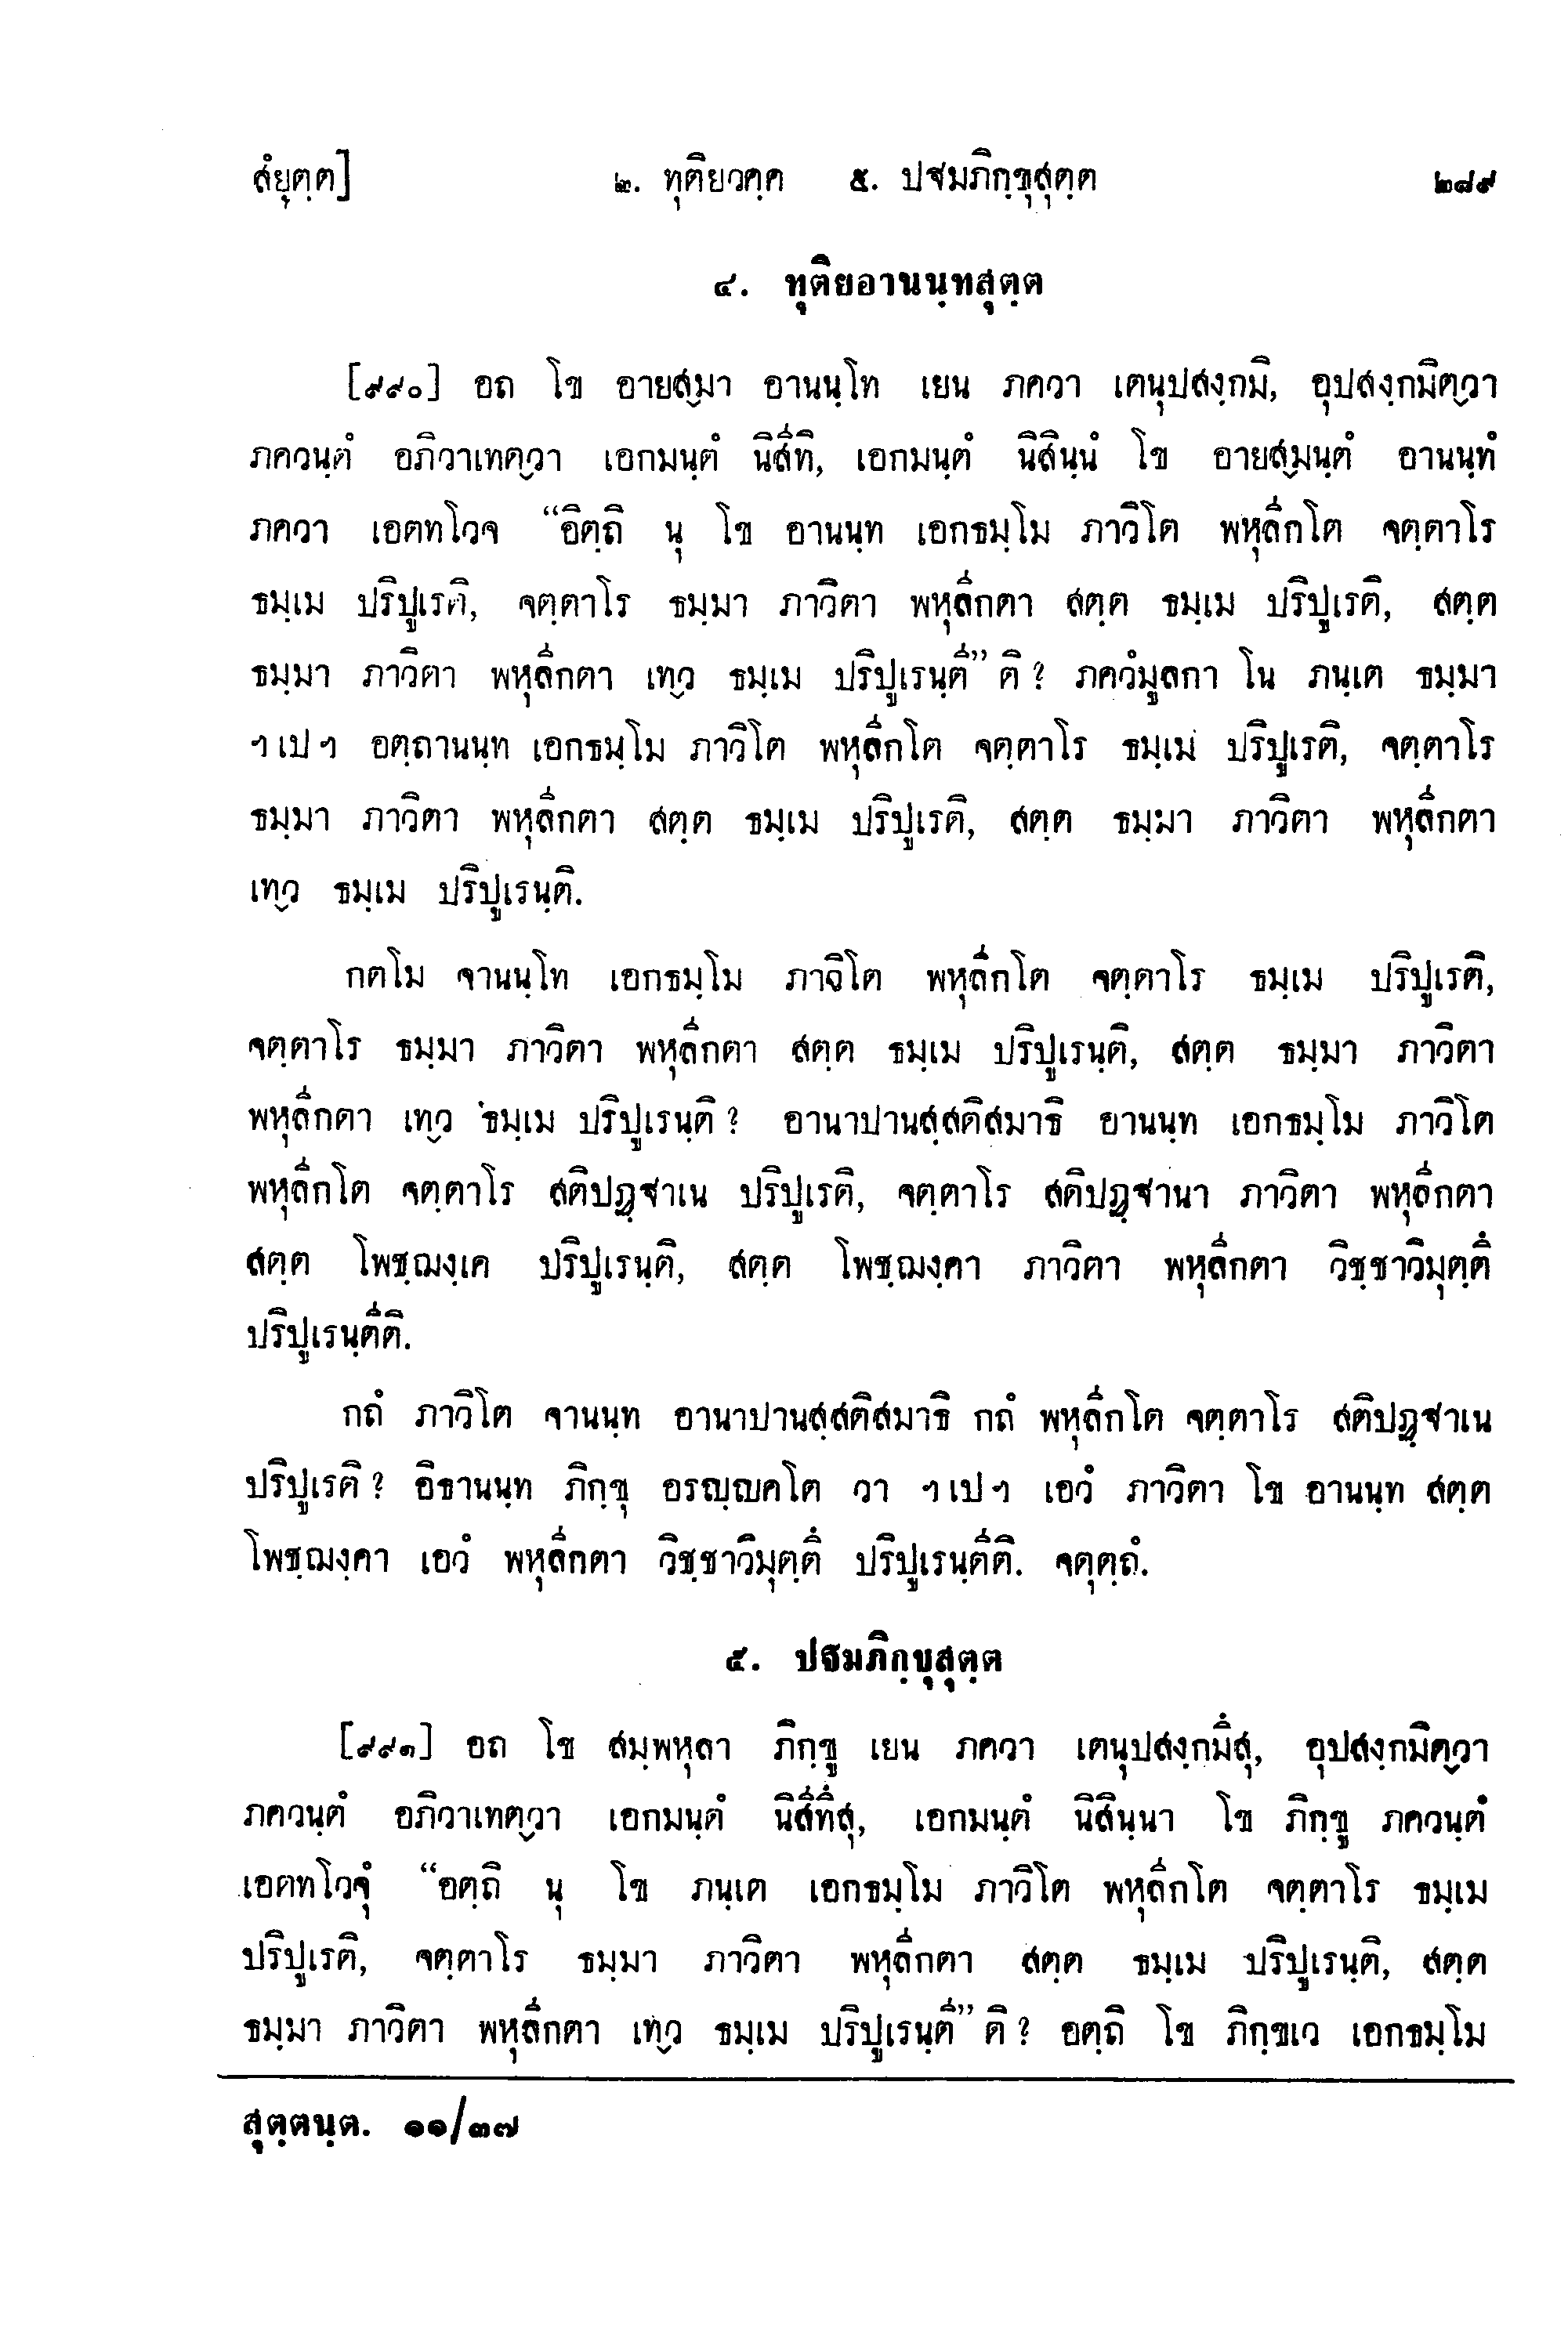 สํยุตฺต]	๒. ทุติยวคฺค ๕. ปฐมภิกฺขุสุตฺต	๒๘๙
๔. ทุติยอานนฺทสุตฺต
[๙๙๐] อถ โข อายสฺมา อานนฺโท เยน ภควา เตนุปสงฺกมิ, อุปสงฺกมิตฺวา
ภควนฺตํ อภิวาเทตฺวา เอกมนฺตํ นิสีทิ, เอกมนฺตํ นิสินฺนํ โข อายสฺมนฺตํ อานนฺทํ
ภควา เอตทโวจ “อิตฺถิ นุ โข อานนฺท เอกธมฺโม ภาวิโต พหุลีกโต จตฺตาโร
ธมฺเม ปริปูเรติ, จตฺตาโร ธมฺมา ภาวิตา พหุลีกตา สตฺต ธมฺเม ปริปูเรติ, สตฺต
ธมฺมา ภาวิตา พหุลีกตา เทฺว ธมฺเม ปริปูเรนฺตี” ติ? ภควํมูลกา โน ภนฺเต ธมฺมา
ฯเปฯ อตฺถานนฺท เอกธมฺโม ภาวิโต พหุลีกโต จตฺตาโร ธมฺเม ปริปูเรติ, จตฺตาโร
ธมฺมา ภาวิตา พหุลีกตา สตฺต ธมฺเม ปริปูเรติ, สตฺต ธมฺมา ภาวิตา พหุลีกตา
เทฺว ธมฺเม ปริปูเรนฺติ.
กตโม จานนฺโท เอกธมฺโม ภาวิโต พหุลีกโต จตฺตาโร ธมฺเม ปริปูเรติ,
จตฺตาโร ธมฺมา ภาวิตา พหุลีกตา สตฺต ธมฺเม ปริปูเรนฺติ, สตฺต ธมฺมา ภาวิตา
พหุลีกตา เทฺว ธมฺเม ปริปูเรนฺติ? อานาปานสฺสติสมาธิ อานนฺท เอกธมฺโม ภาวิโต
พหุลีกโต จตฺตาโร สติปฏฺฐาเน ปริปูเรติ, จตฺตาโร สติปฏฺฐานา ภาวิตา พหุลีกตา
สตฺต โพชฺฌงฺเค ปริปูเรนฺติ, สตฺต โพชฺฌงฺคา ภาวิตา พหุลีกตา วิชฺชาวิมุตฺตึ
ปริปูเรนฺตีติ.
กถํ ภาวิโต จานนฺท อานาปานสฺสติสมาธิ กถํ พหุลีกโต จตฺตาโร สติปฏฺฐาเน
ปริปูเรติ? อิธานนฺท ภิกฺขุ อรญฺญคโต วา ฯเปฯ เอวํ ภาวิตา โข อานนฺท สตฺต
โพชฺฌงฺคา เอวํ พหุลีกตา วิชฺชาวิมุตฺตึ ปริปูเรนฺตีติ. จตุตฺถํ.
๕. ปฐมภิกฺขุสุตฺต
[๙๙๑] อถ โข สมฺพหุลา ภิกฺขู เยน ภควา เตนุปสงฺกมึสุ, อุปสงฺกมิตฺวา
ภควนฺตํ อภิวาเทตฺวา เอกมนฺตํ นิสีทึสุ, เอกมนฺตํ นิสินฺนา โข ภิกฺขู ภควนฺตํ
เอตทโวจุํ “อตฺถิ นุ โข ภนฺเต เอกธมฺโม ภาวิโต พหุลีกโต จตฺตาโร ธมฺเม
ปริปูเรติ, จตฺตาโร ธมฺมา ภาวิตา พหุลีกตา สตฺต ธมฺเม ปริปูเรนฺติ, สตฺต
ธมฺมา ภาวิตา พหุลีกตา เทฺว ธมฺเม ปริปูเรนฺตี” ติ? อตฺถิ โข ภิกฺขเว เอกธมฺโม
สุตฺตนฺต. ๑๑/๓๗